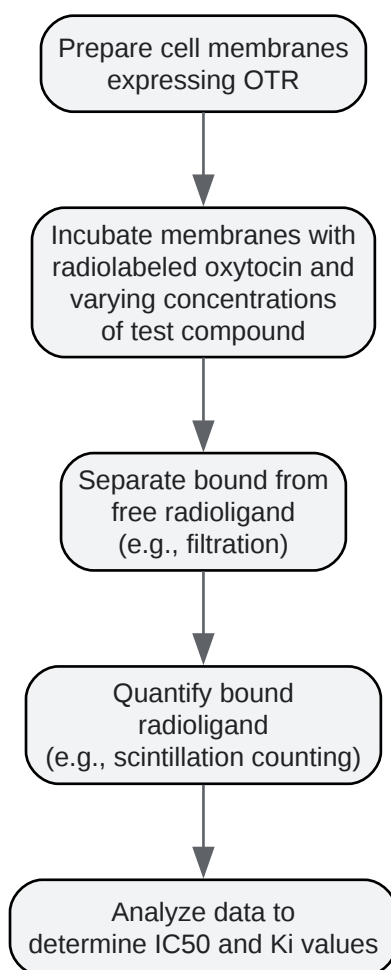 Prepare cell membranes
expressing OTR
Incubate membranes with
radiolabeled oxytocin and
varying concentrations
of test compound
Separate bound from
free radioligand
(e.g., filtration)
Quantify bound
radioligand
(e.g., scintillation counting)
Analyze data to
determine IC50 and Ki values